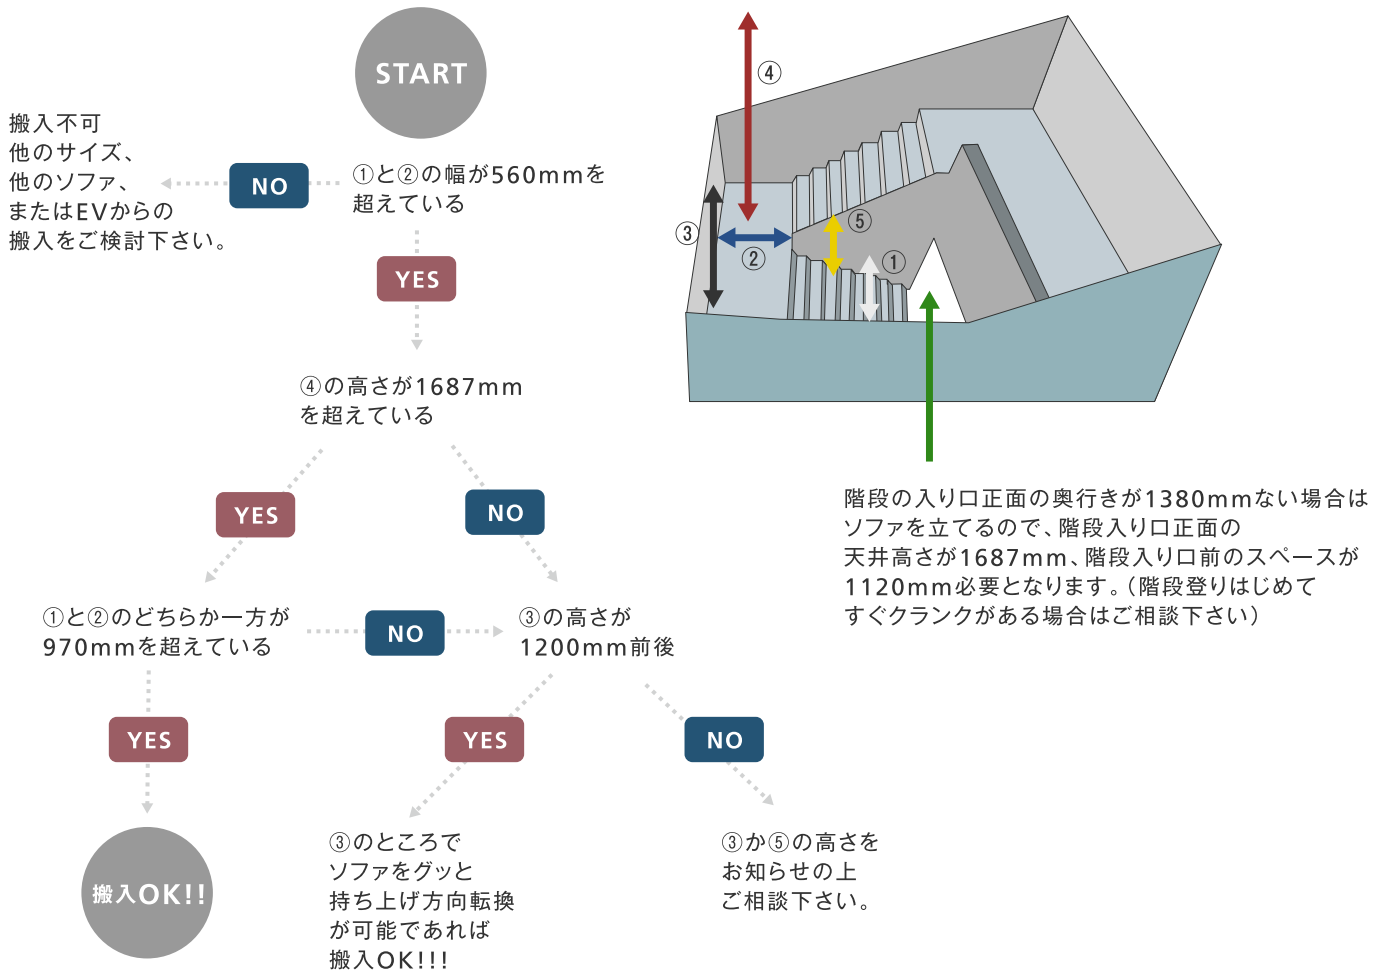 START
①と②の幅が560mmを
超えている
NO
搬入不可
他のサイズ、
他のソファ、
またはEVからの
搬入をご検討下さい。
YES
④の高さが1687mm
を超えている
YES
NO
①と②のどちらか一方が
970mmを超えている
NO
③の高さが
1200mm前後
YES
YES
NO
搬入OK!!
③のところで
ソファをグッと
持ち上げ方向転換
が可能であれば
搬入OK!!!
③か⑤の高さを
お知らせの上
ご相談下さい。
④
③
②
⑤
①
階段の入り口正面の奥行きが1380mmない場合は
ソファを立てるので、階段入り口正面の
天井高さが1687mm、階段入り口前のスペースが
1120mm必要となります。（階段登りはじめて
すぐクランクがある場合はご相談下さい）